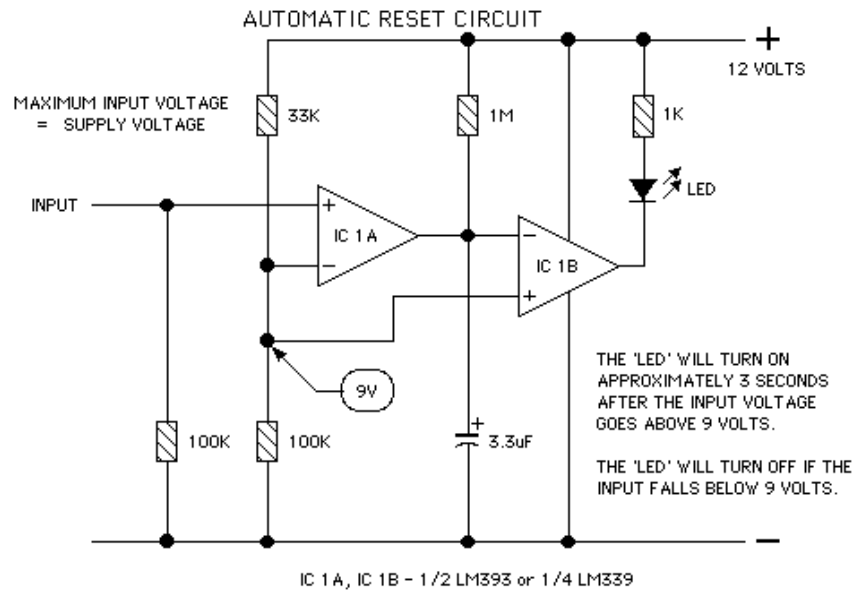 AUTOMATIC RESET CIRCUIT
+
12 VOLTS
MAXIMUM INPUT VOLTAGE
= SUPPLY VOLTAGE
33K
1M
1K
LED
INPUT
+
IC 1A
−
−
IC 1B
+
9V
100K
100K
+
3.3uF
THE 'LED' WILL TURN ON
APPROXIMATELY 3 SECONDS
AFTER THE INPUT VOLTAGE
GOES ABOVE 9 VOLTS.
THE 'LED' WILL TURN OFF IF THE
INPUT FALLS BELOW 9 VOLTS.
−
IC 1A, IC 1B - 1/2 LM393 or 1/4 LM339